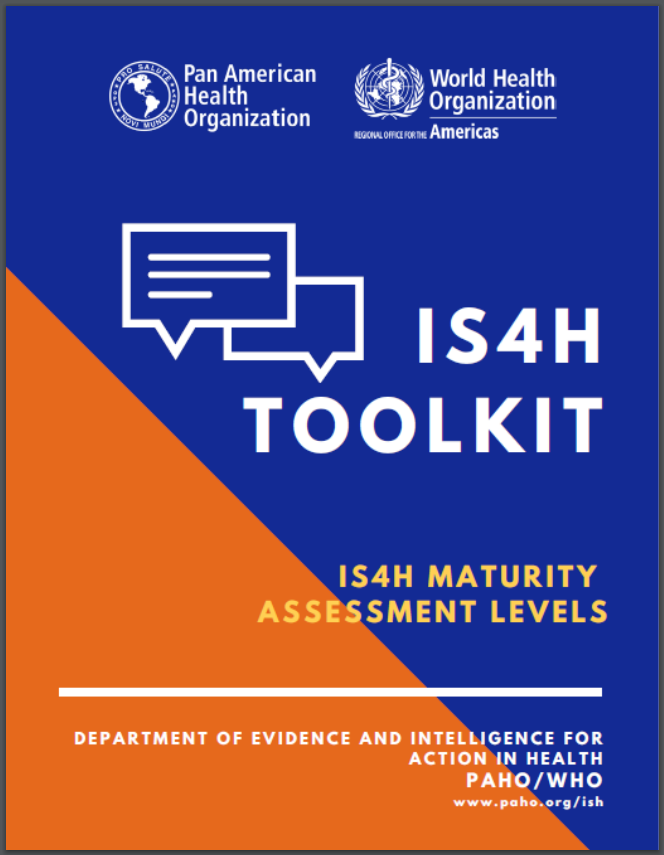 PRO SALUTE
NOVI MUNDI
Pan American
Health
Organization
World Health
Organization
REGIONAL OFFICE FOR THE Americas
IS4H
TOOLKIT
IS4H MATURITY
ASSESSMENT LEVELS
DEPARTMENT OF EVIDENCE AND INTELLIGENCE FOR
ACTION IN HEALTH
PAHO/WHO
www.paho.org/ish